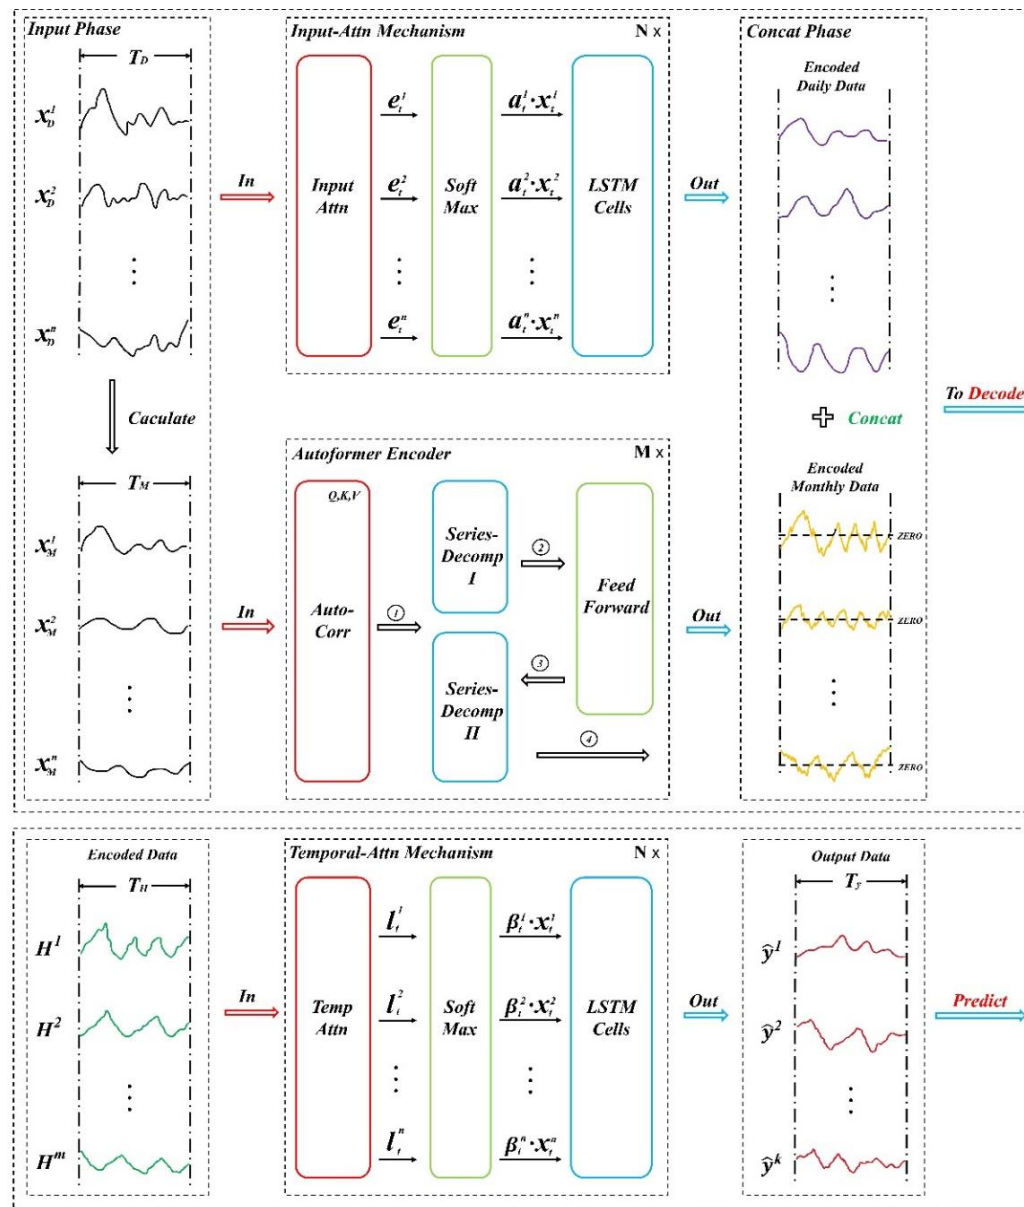 Input Phase
T_D
x_D^1
x_D^2
x_D^n
Caculate
T_M
x_M^1
x_M^2
x_M^n
In
In
Input-Attn Mechanism
N x
Input
Attn
e_t^1
e_t^2
e_t^n
Soft
Max
a_t^1·x_t^1
a_t^2·x_t^2
a_t^n·x_t^n
LSTM
Cells
Out
Autoformer Encoder
M x
Q,K,V
Auto-
Corr
①
Series-
Decomp
I
②
Feed
Forward
③
Series-
Decomp
II
④
Out
Concat Phase
Encoded
Daily Data
Concat
Encoded
Monthly Data
ZERO
ZERO
ZERO
To Decode
Encoded Data
T_H
H^1
H^2
H^m
In
Temporal-Attn Mechanism
N x
Temp
Attn
l_t^1
l_t^2
l_t^n
Soft
Max
β_t^1·x_t^1
β_t^2·x_t^2
β_t^n·x_t^n
LSTM
Cells
Out
Output Data
T_y
ŷ^1
ŷ^2
ŷ^k
Predict